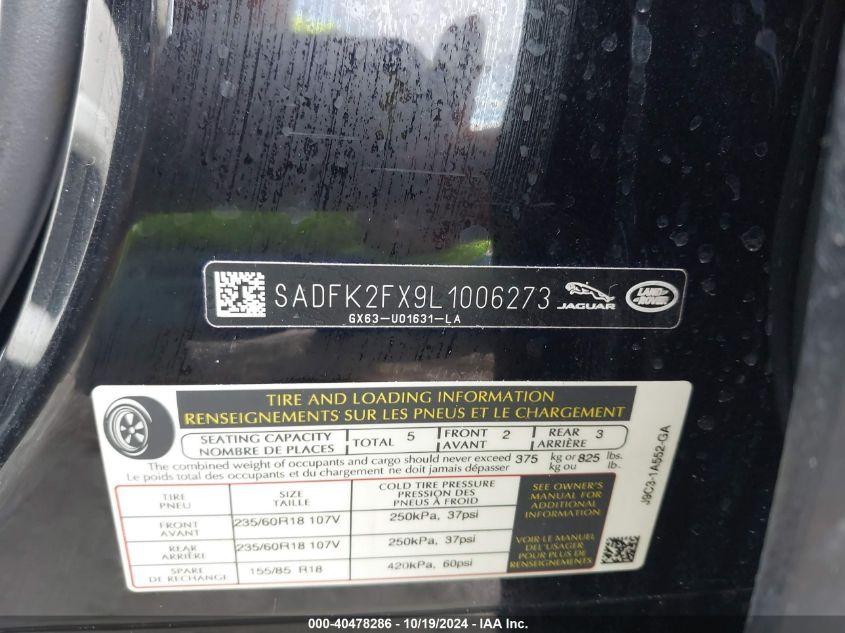 SADFK2FX9L1006273
GX63-U01631-LA
JAGUAR
LAND ROVER
TIRE AND LOADING INFORMATION
RENSEIGNEMENTS SUR LES PNEUS ET LE CHARGEMENT
SEATING CAPACITY TOTAL 5 FRONT 2 REAR 3
NOMBRE DE PLACES AVANT ARRIÈRE
The combined weight of occupants and cargo should never exceed 375 kg or 825 lbs.
Le poids total des occupants et du chargement ne doit jamais dépasser kg ou lb.
TIRE SIZE COLD TIRE PRESSURE
PNEU TAILLE PRESSION DES
PNEUS À FROID
FRONT 235/60R18 107V 250kPa, 37psi
AVANT
REAR 235/60R18 107V 250kPa, 37psi
ARRIÈRE
SPARE 155/85 R18 420kPa, 60psi
DE RECHANGE
SEE OWNER'S
MANUAL FOR
ADDITIONAL
INFORMATION
VOIR LE MANUEL
DE L'USAGER
POUR PLUS DE
RENSEIGNEMENTS
J9C3-1A552-GA
000-40478286 - 10/19/2024 - IAA Inc.